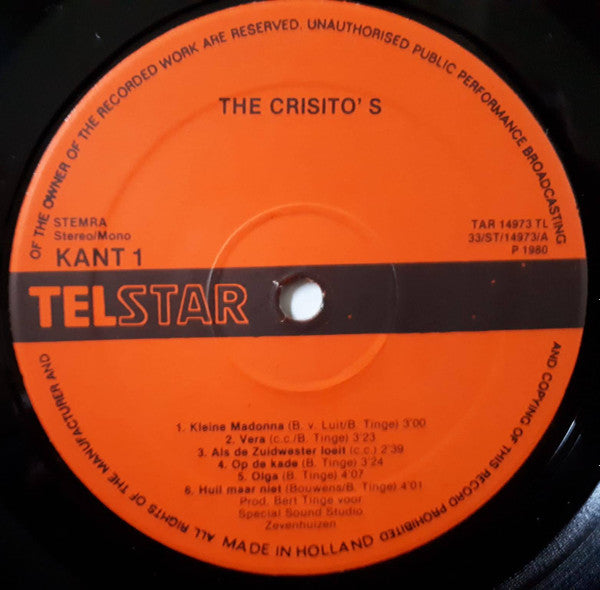 OF THE OWNER OF THE RECORDED WORK ARE RESERVED. UNAUTHORISED PUBLIC PERFORMANCE BROADCASTING
THE CRISITO' S
STEMRA
Stereo/Mono
KANT 1
TAR 14973 TL
33/ST/14973/A
P 1980
TELSTAR
1. Kleine Madonna (B. v. Luit/B. Tinge) 3'00
2. Vera (c.c./B. Tinge) 3'23
3. Als de Zuidwester loeit (c.c.) 2'39
4. Op de kade (B. Tinge) 3'24
5. Olga (B. Tinge) 4'07
6. Huil maar niet (Bouwens/B. Tinge) 4'01
Prod. Bert Tinge voor
Special Sound Studio
Zevenhuizen
AND COPYING OF THIS RECORD PROHIBITED
ALL RIGHTS OF THE MANUFACTURER AND
MADE IN HOLLAND